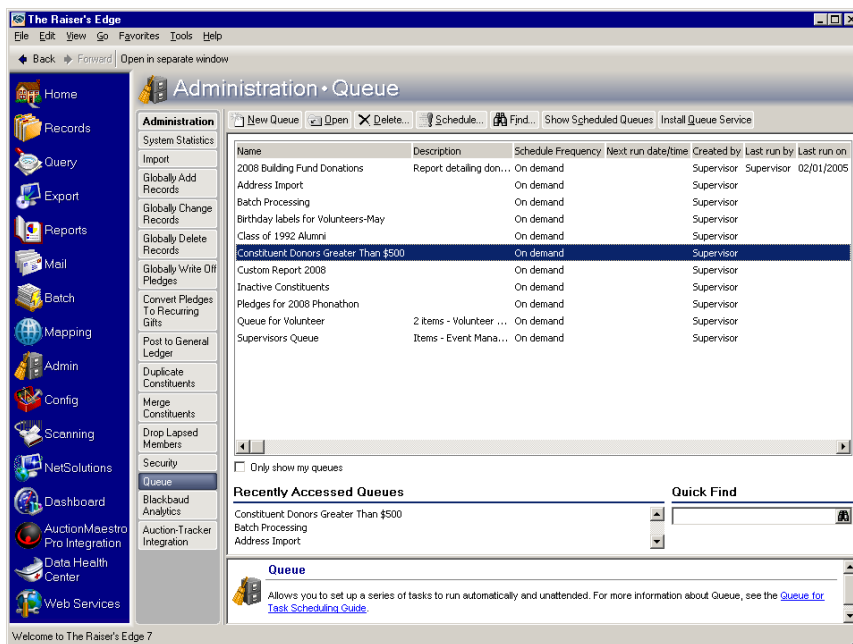 The Raiser's Edge
File Edit View Go Favorites Tools Help
Back Forward Open in separate window
Administration · Queue
Home
Records
Query
Export
Reports
Mail
Batch
Mapping
Admin
Config
Scanning
NetSolutions
Dashboard
AuctionMaestro
Pro Integration
Data Health
Center
Web Services
Administration
System Statistics
Import
Globally Add
Records
Globally Change
Records
Globally Delete
Records
Globally Write Off
Pledges
Convert Pledges
To Recurring
Gifts
Post to General
Ledger
Duplicate
Constituents
Merge
Constituents
Drop Lapsed
Members
Security
Queue
Blackbaud
Analytics
Auction-Tracker
Integration
New Queue Open Delete... Schedule... Find... Show Scheduled Queues Install Queue Service
Name Description Schedule Frequency Next run date/time Created by Last run by Last run on
2008 Building Fund Donations Report detailing don... On demand Supervisor Supervisor 02/01/2005
Address Import On demand Supervisor
Batch Processing On demand Supervisor
Birthday labels for Volunteers-May On demand Supervisor
Class of 1992 Alumni On demand Supervisor
Constituent Donors Greater Than $500 On demand Supervisor
Custom Report 2008 On demand Supervisor
Inactive Constituents On demand Supervisor
Pledges for 2008 Phonathon On demand Supervisor
Queue for Volunteer 2 items - Volunteer ... On demand Supervisor
Supervisors Queue Items - Event Mana... On demand Supervisor
Only show my queues
Recently Accessed Queues
Constituent Donors Greater Than $500
Batch Processing
Address Import
Quick Find
Queue
Allows you to set up a series of tasks to run automatically and unattended. For more information about Queue, see the Queue for
Task Scheduling Guide.
Welcome to The Raiser's Edge 7